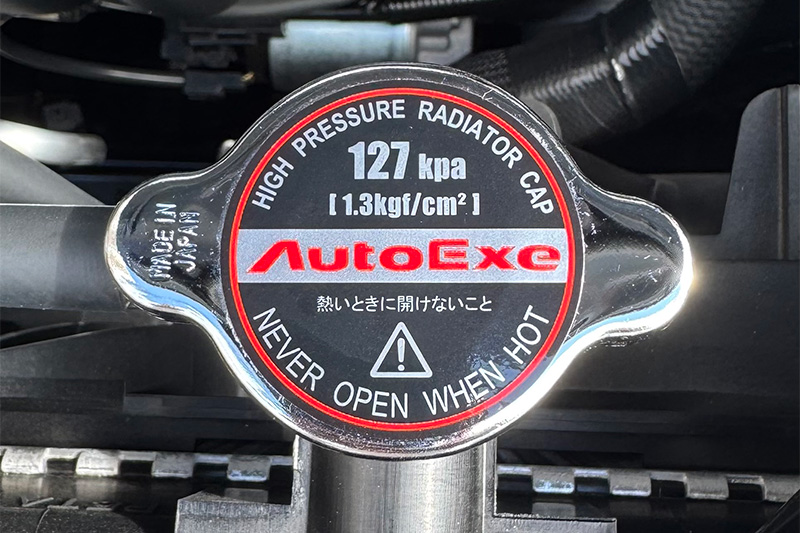 HIGH PRESSURE RADIATOR CAP
127 kpa
[ 1.3kgf/cm² ]
MADE IN
JAPAN
AutoExe
熱いときに開けないこと
NEVER OPEN WHEN HOT